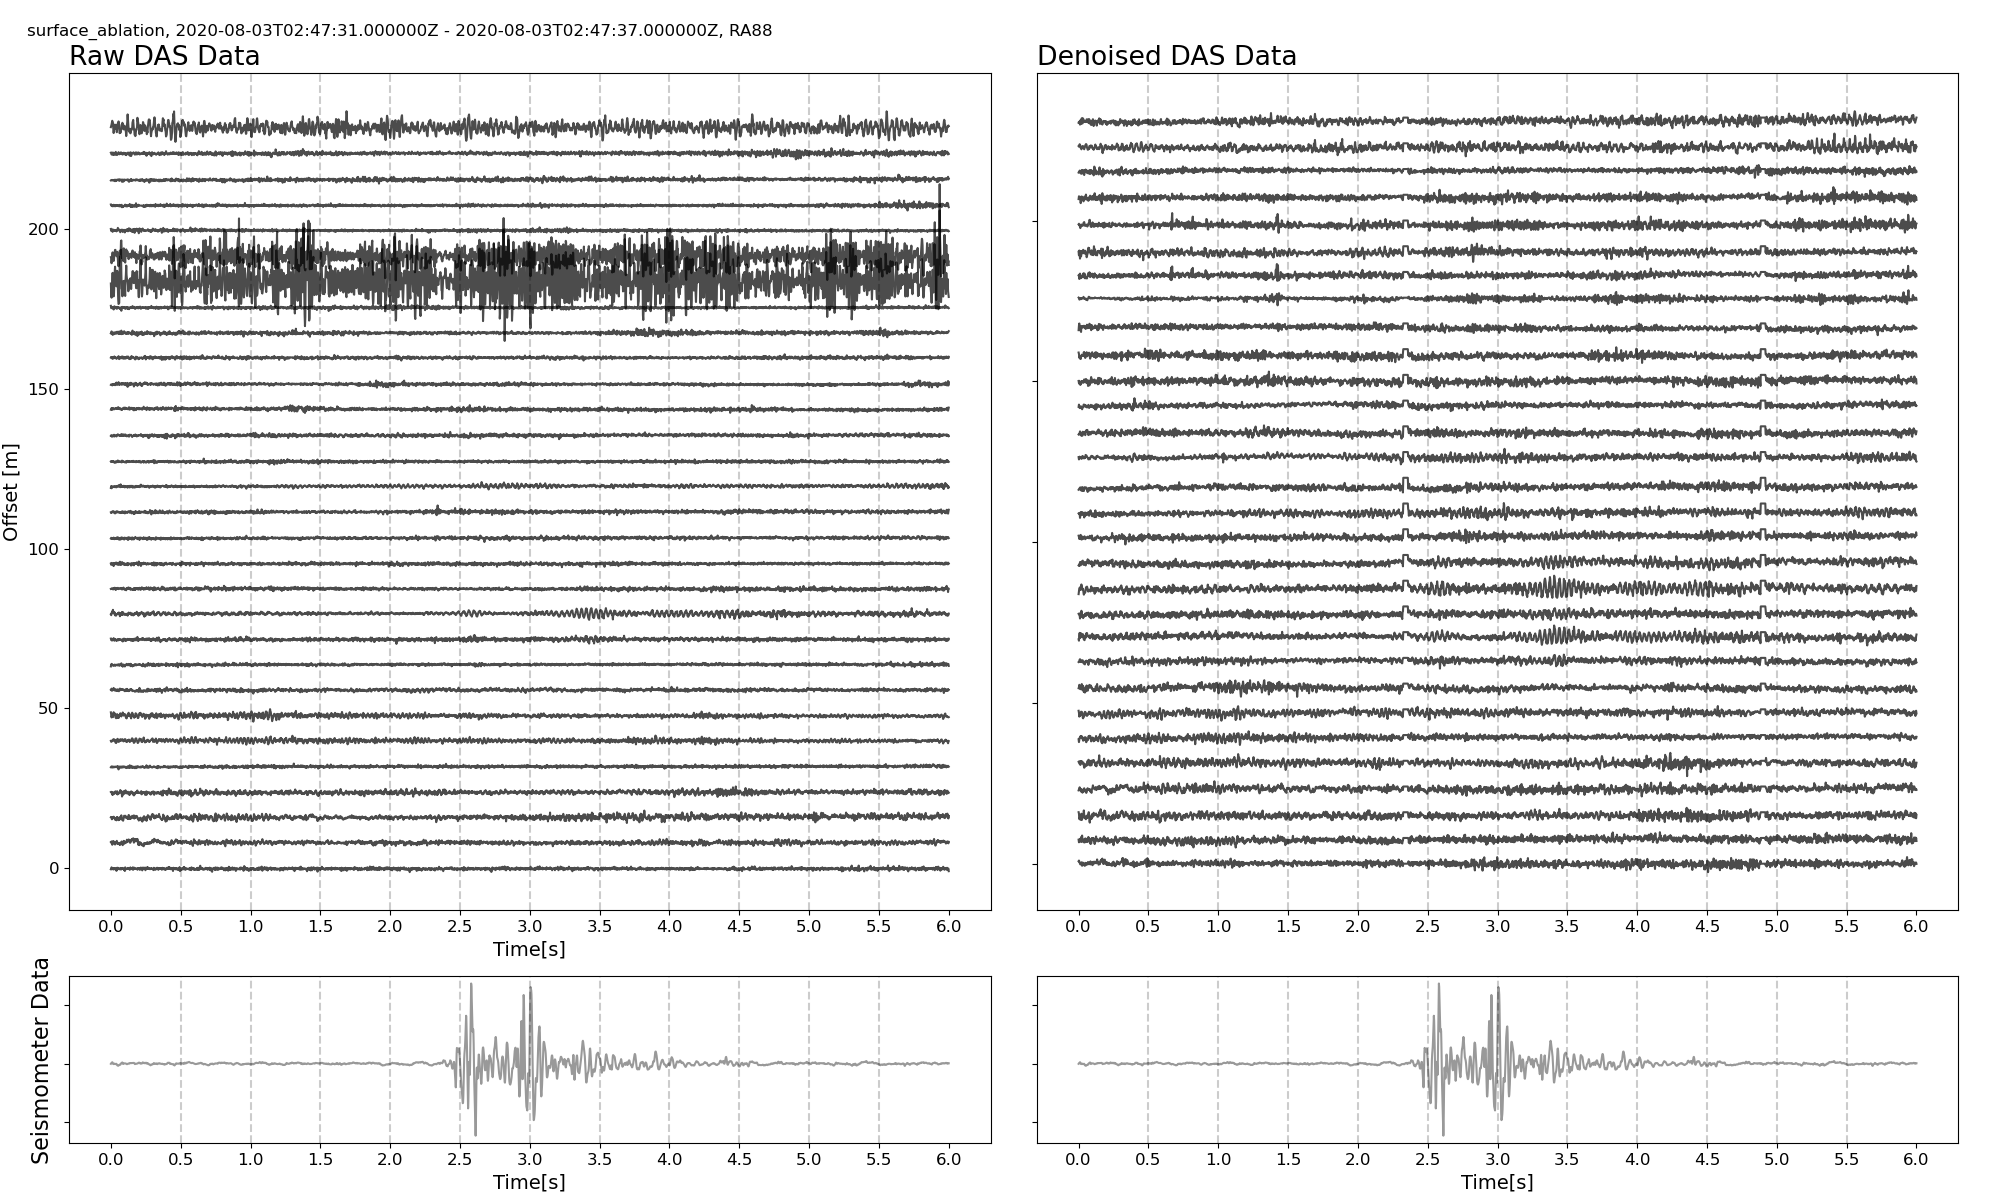 surface_ablation, 2020-08-03T02:47:31.000000Z - 2020-08-03T02:47:37.000000Z, RA88
Raw DAS Data
Denoised DAS Data
Offset [m]
200
150
100
50
0
0.0 0.5 1.0 1.5 2.0 2.5 3.0 3.5 4.0 4.5 5.0 5.5 6.0
Time[s]
0.0 0.5 1.0 1.5 2.0 2.5 3.0 3.5 4.0 4.5 5.0 5.5 6.0
Seismometer Data
0.0 0.5 1.0 1.5 2.0 2.5 3.0 3.5 4.0 4.5 5.0 5.5 6.0
Time[s]
0.0 0.5 1.0 1.5 2.0 2.5 3.0 3.5 4.0 4.5 5.0 5.5 6.0
Time[s]